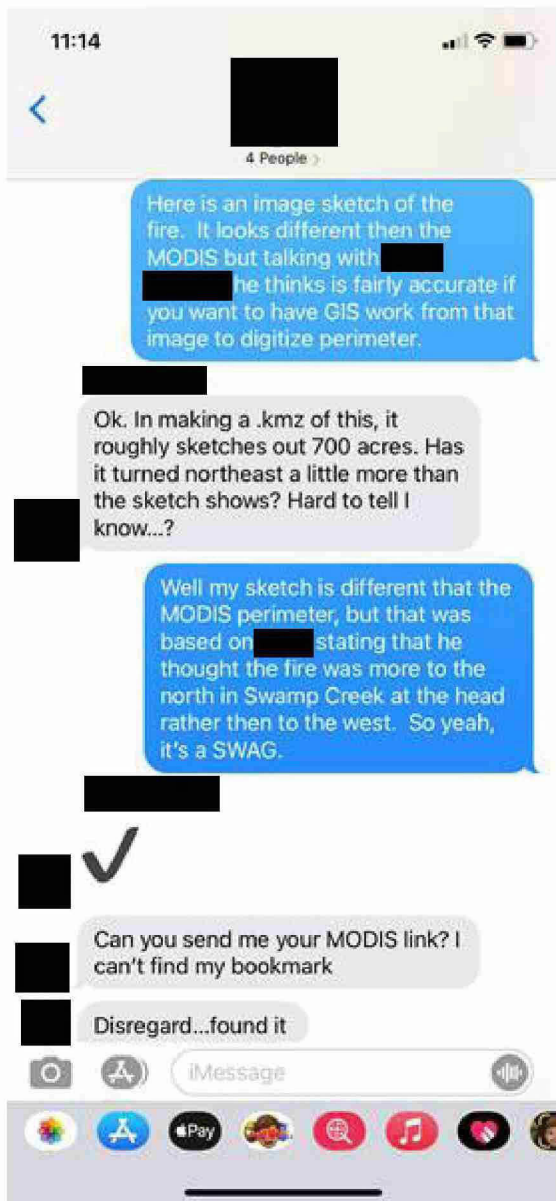 11:14
4 People >
Here is an image sketch of the
fire.  It looks different then the
MODIS but talking with
he thinks is fairly accurate if
you want to have GIS work from that
image to digitize perimeter.
Ok. In making a .kmz of this, it
roughly sketches out 700 acres. Has
it turned northeast a little more than
the sketch shows? Hard to tell I
know...?
Well my sketch is different that the
MODIS perimeter, but that was
based on stating that he
thought the fire was more to the
north in Swamp Creek at the head
rather then to the west.  So yeah,
it's a SWAG.
Can you send me your MODIS link? I
can't find my bookmark
Disregard...found it
iMessage
Pay